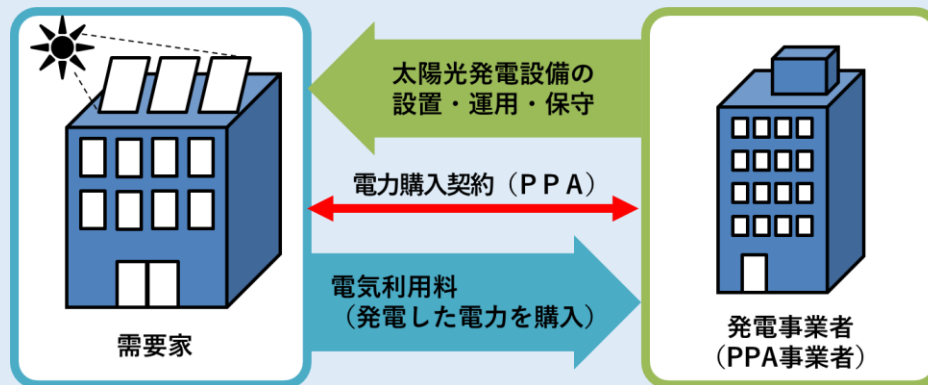 太陽光発電設備の
設置・運用・保守
電力購入契約（ＰＰＡ）
電気利用料
（発電した電力を購入）
需要家
発電事業者
（PPA事業者）